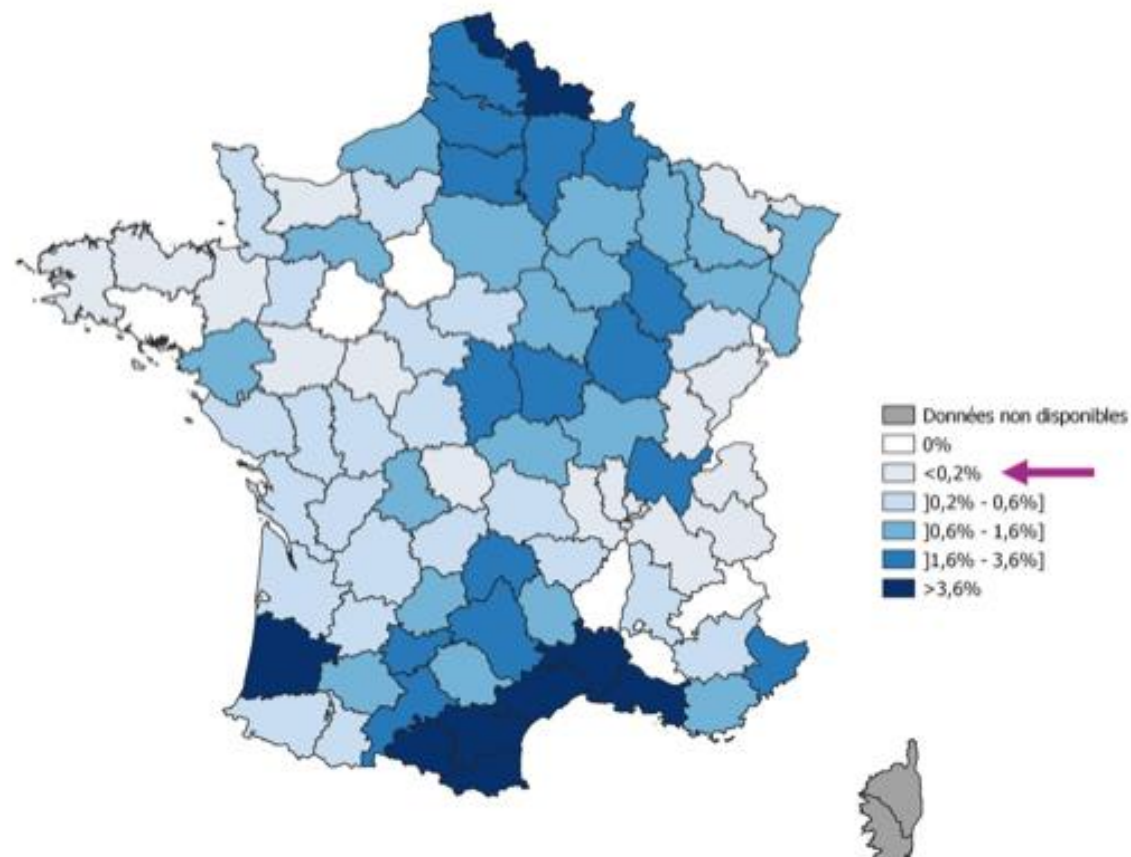 Données non disponibles
0%
<0,2%
]0,2% - 0,6%]
]0,6% - 1,6%]
]1,6% - 3,6%]
>3,6%